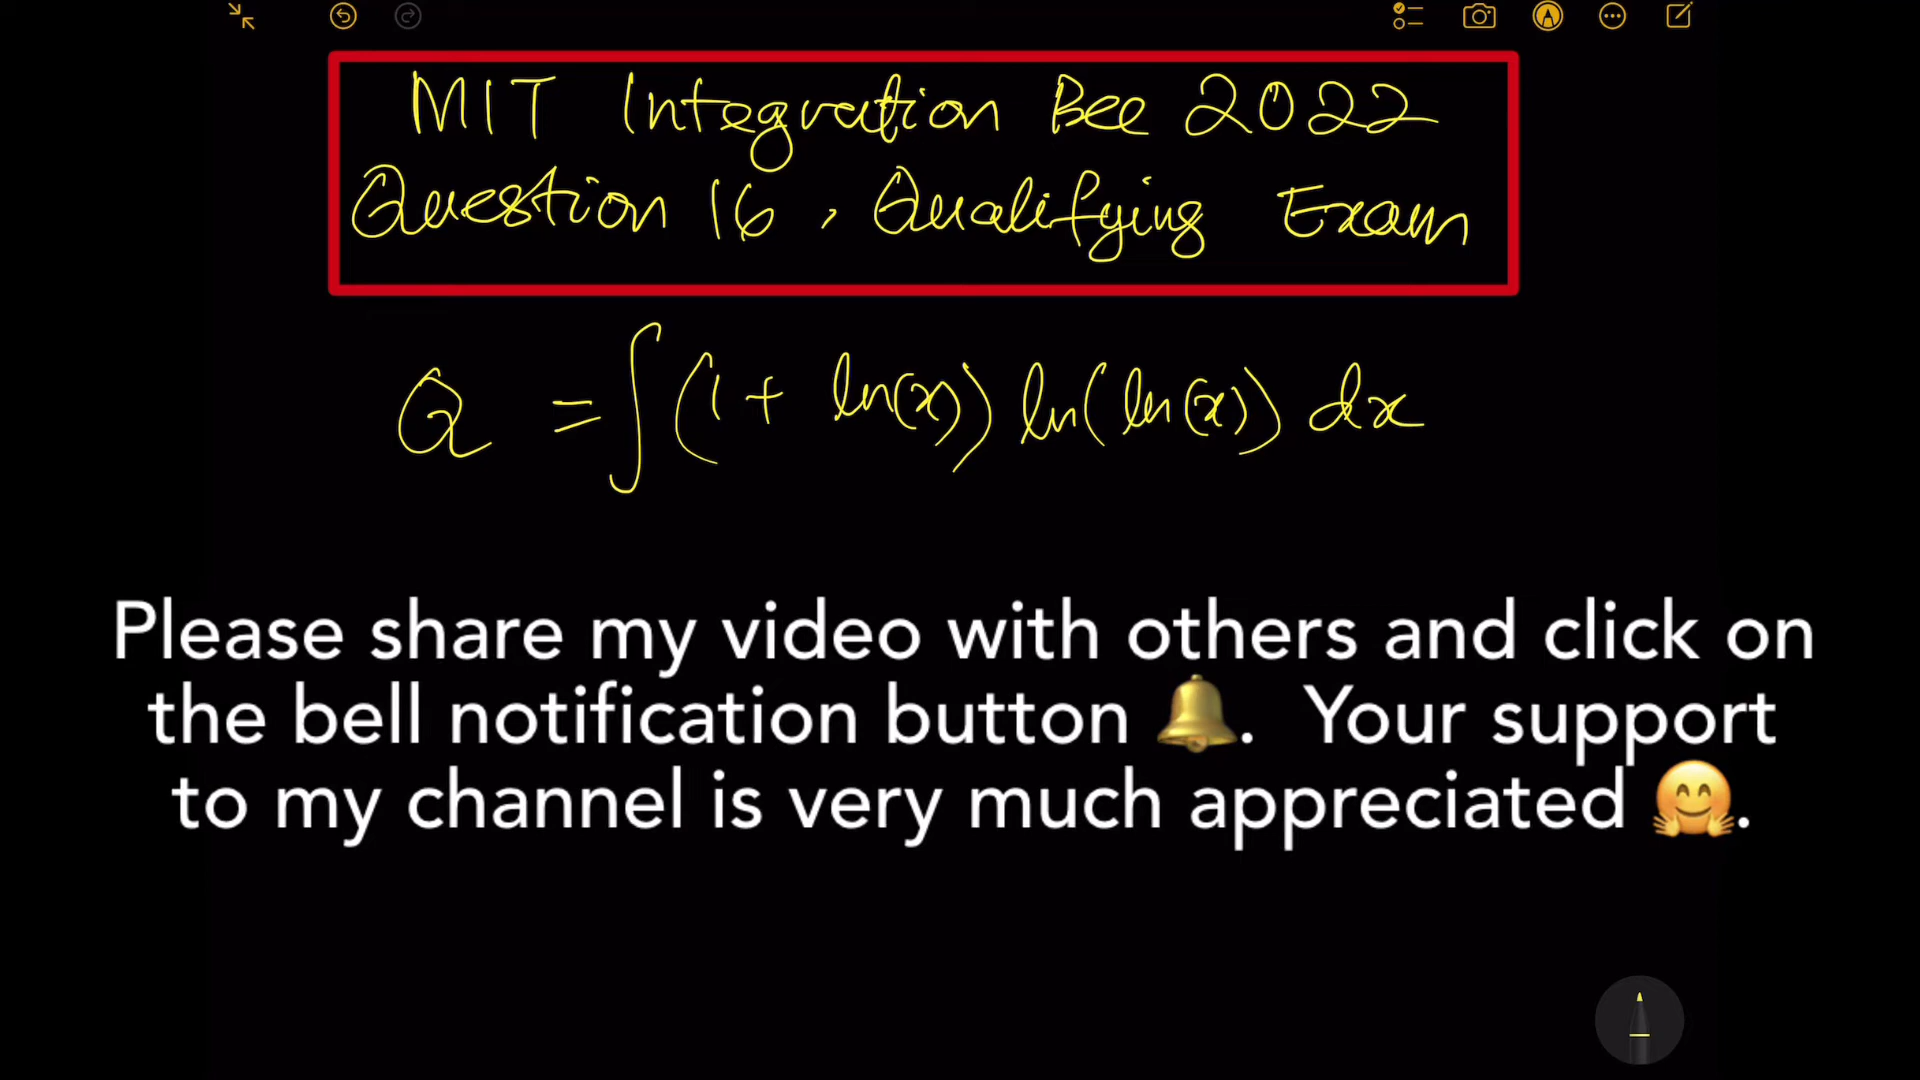 MIT Integration Bee 2022
Question 16, Qualifying Exam
Q = ∫ (1 + ln(x)) ln(ln(x)) dx
Please share my video with others and click on
the bell notification button 🔔. Your support
to my channel is very much appreciated 🤗.